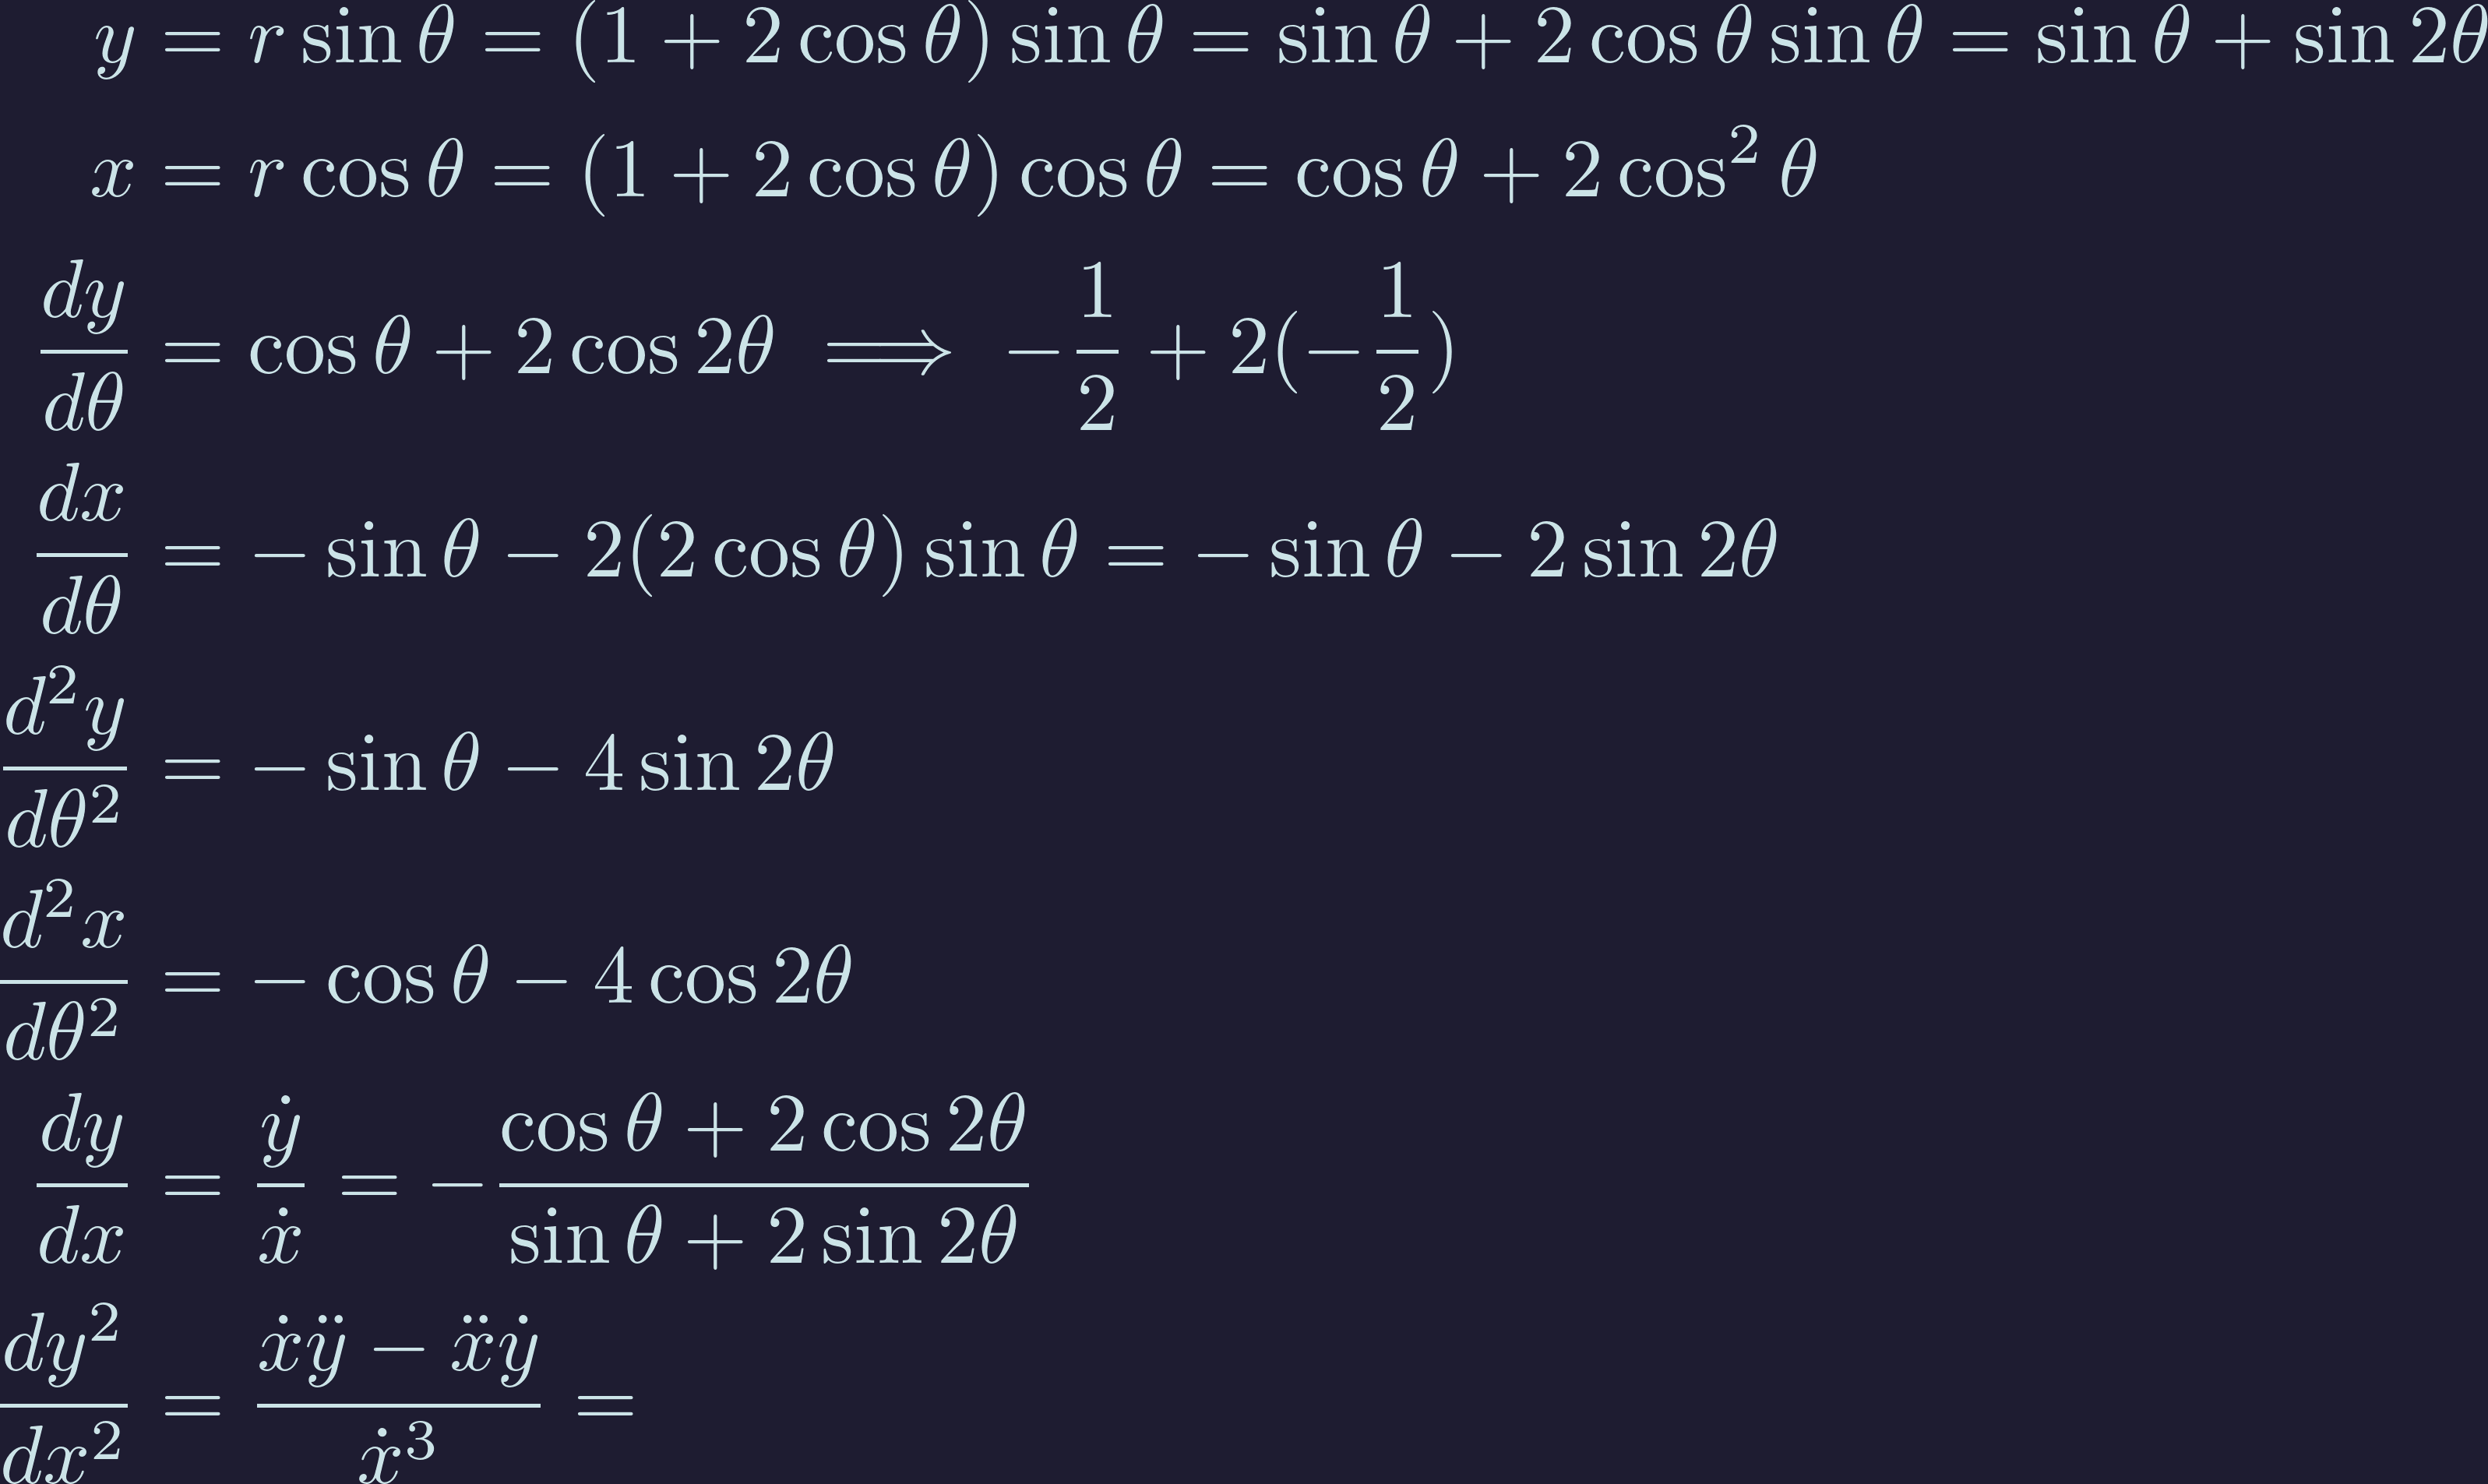 y = r sin θ = (1 + 2 cos θ) sin θ = sin θ + 2 cos θ sin θ = sin θ + sin 2θ
x = r cos θ = (1 + 2 cos θ) cos θ = cos θ + 2 cos² θ
dy/dθ = cos θ + 2 cos 2θ ⟹ −1/2 + 2(−1/2)
dx/dθ = − sin θ − 2(2 cos θ) sin θ = − sin θ − 2 sin 2θ
d²y/dθ² = − sin θ − 4 sin 2θ
d²x/dθ² = − cos θ − 4 cos 2θ
dy/dx = ẏ/ẋ = − (cos θ + 2 cos 2θ)/(sin θ + 2 sin 2θ)
dy²/dx² = (ẋÿ − ẍẏ)/ẋ³ =